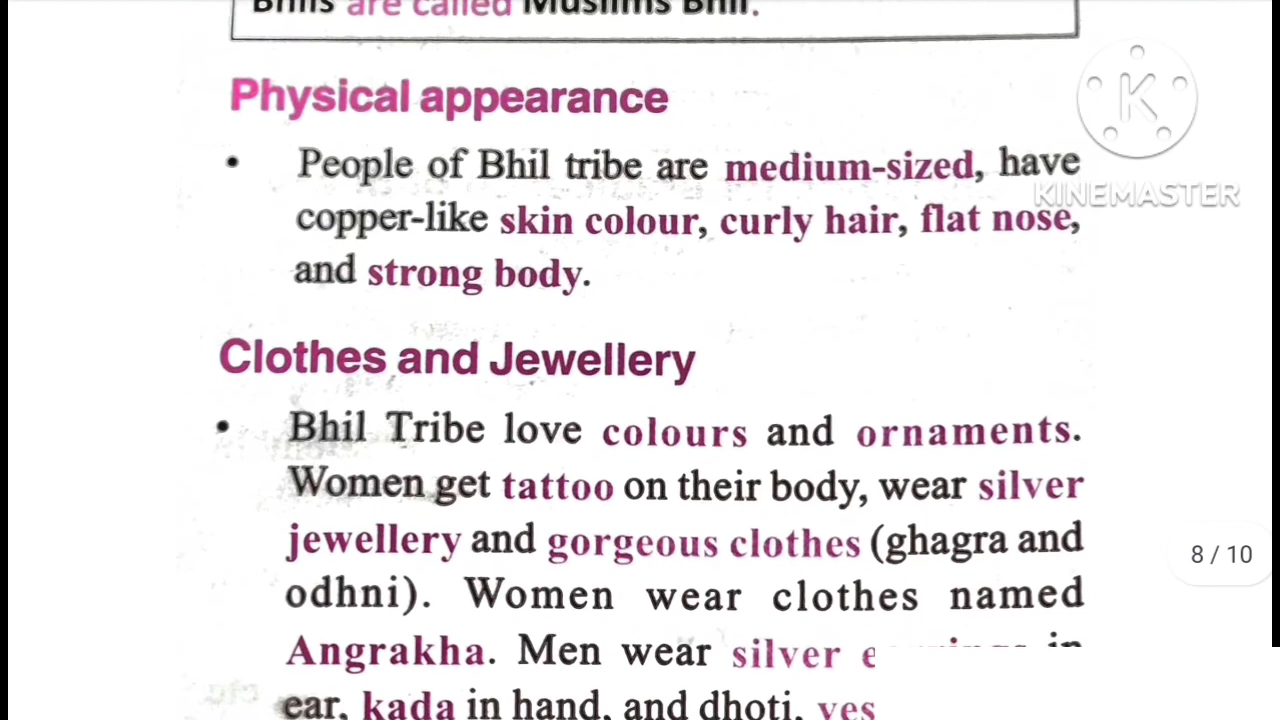 Bhils are called Muslims Bhil.
Physical appearance
K
• People of Bhil tribe are medium-sized, have
KINEMASTER
copper-like skin colour, curly hair, flat nose,
and strong body.
Clothes and Jewellery
• Bhil Tribe love colours and ornaments.
Women get tattoo on their body, wear silver
jewellery and gorgeous clothes (ghagra and
8 / 10
odhni). Women wear clothes named
Angrakha. Men wear silver in
ear, kada in hand, and dhoti,